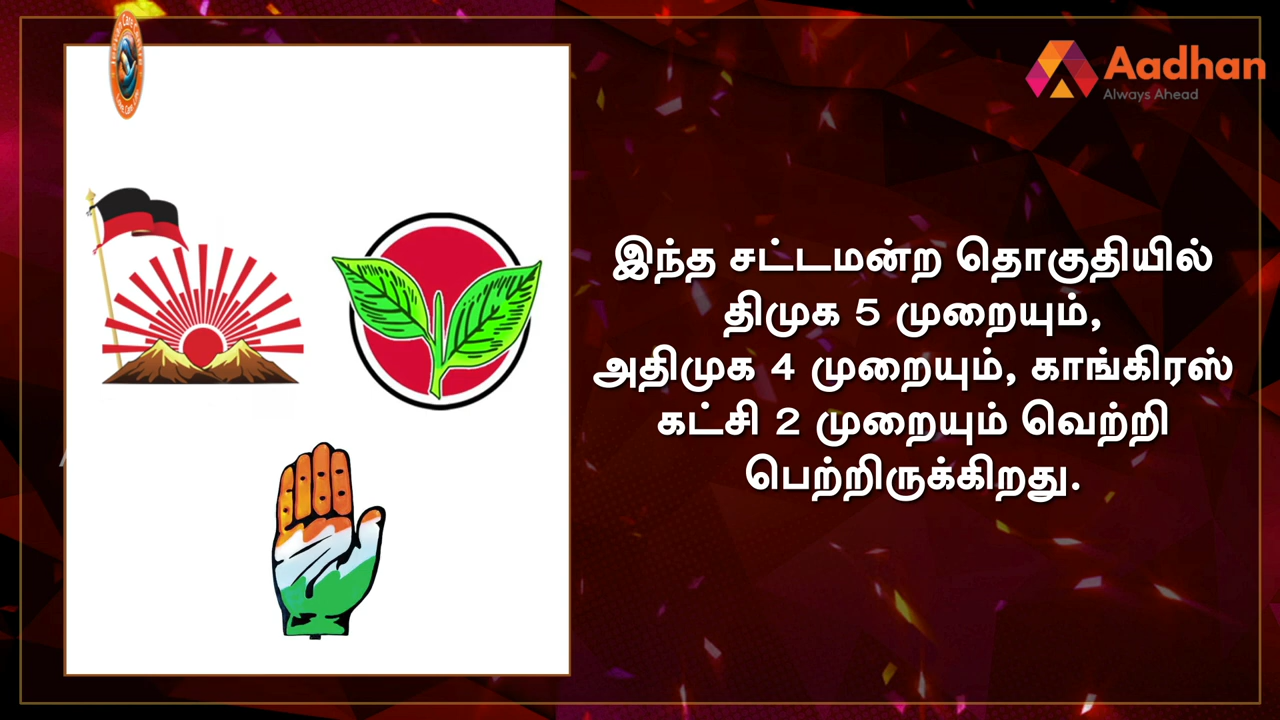 Aadhan
Always Ahead
இந்த சட்டமன்ற தொகுதியில்
திமுக 5 முறையும்,
அதிமுக 4 முறையும், காங்கிரஸ்
கட்சி 2 முறையும் வெற்றி
பெற்றிருக்கிறது.